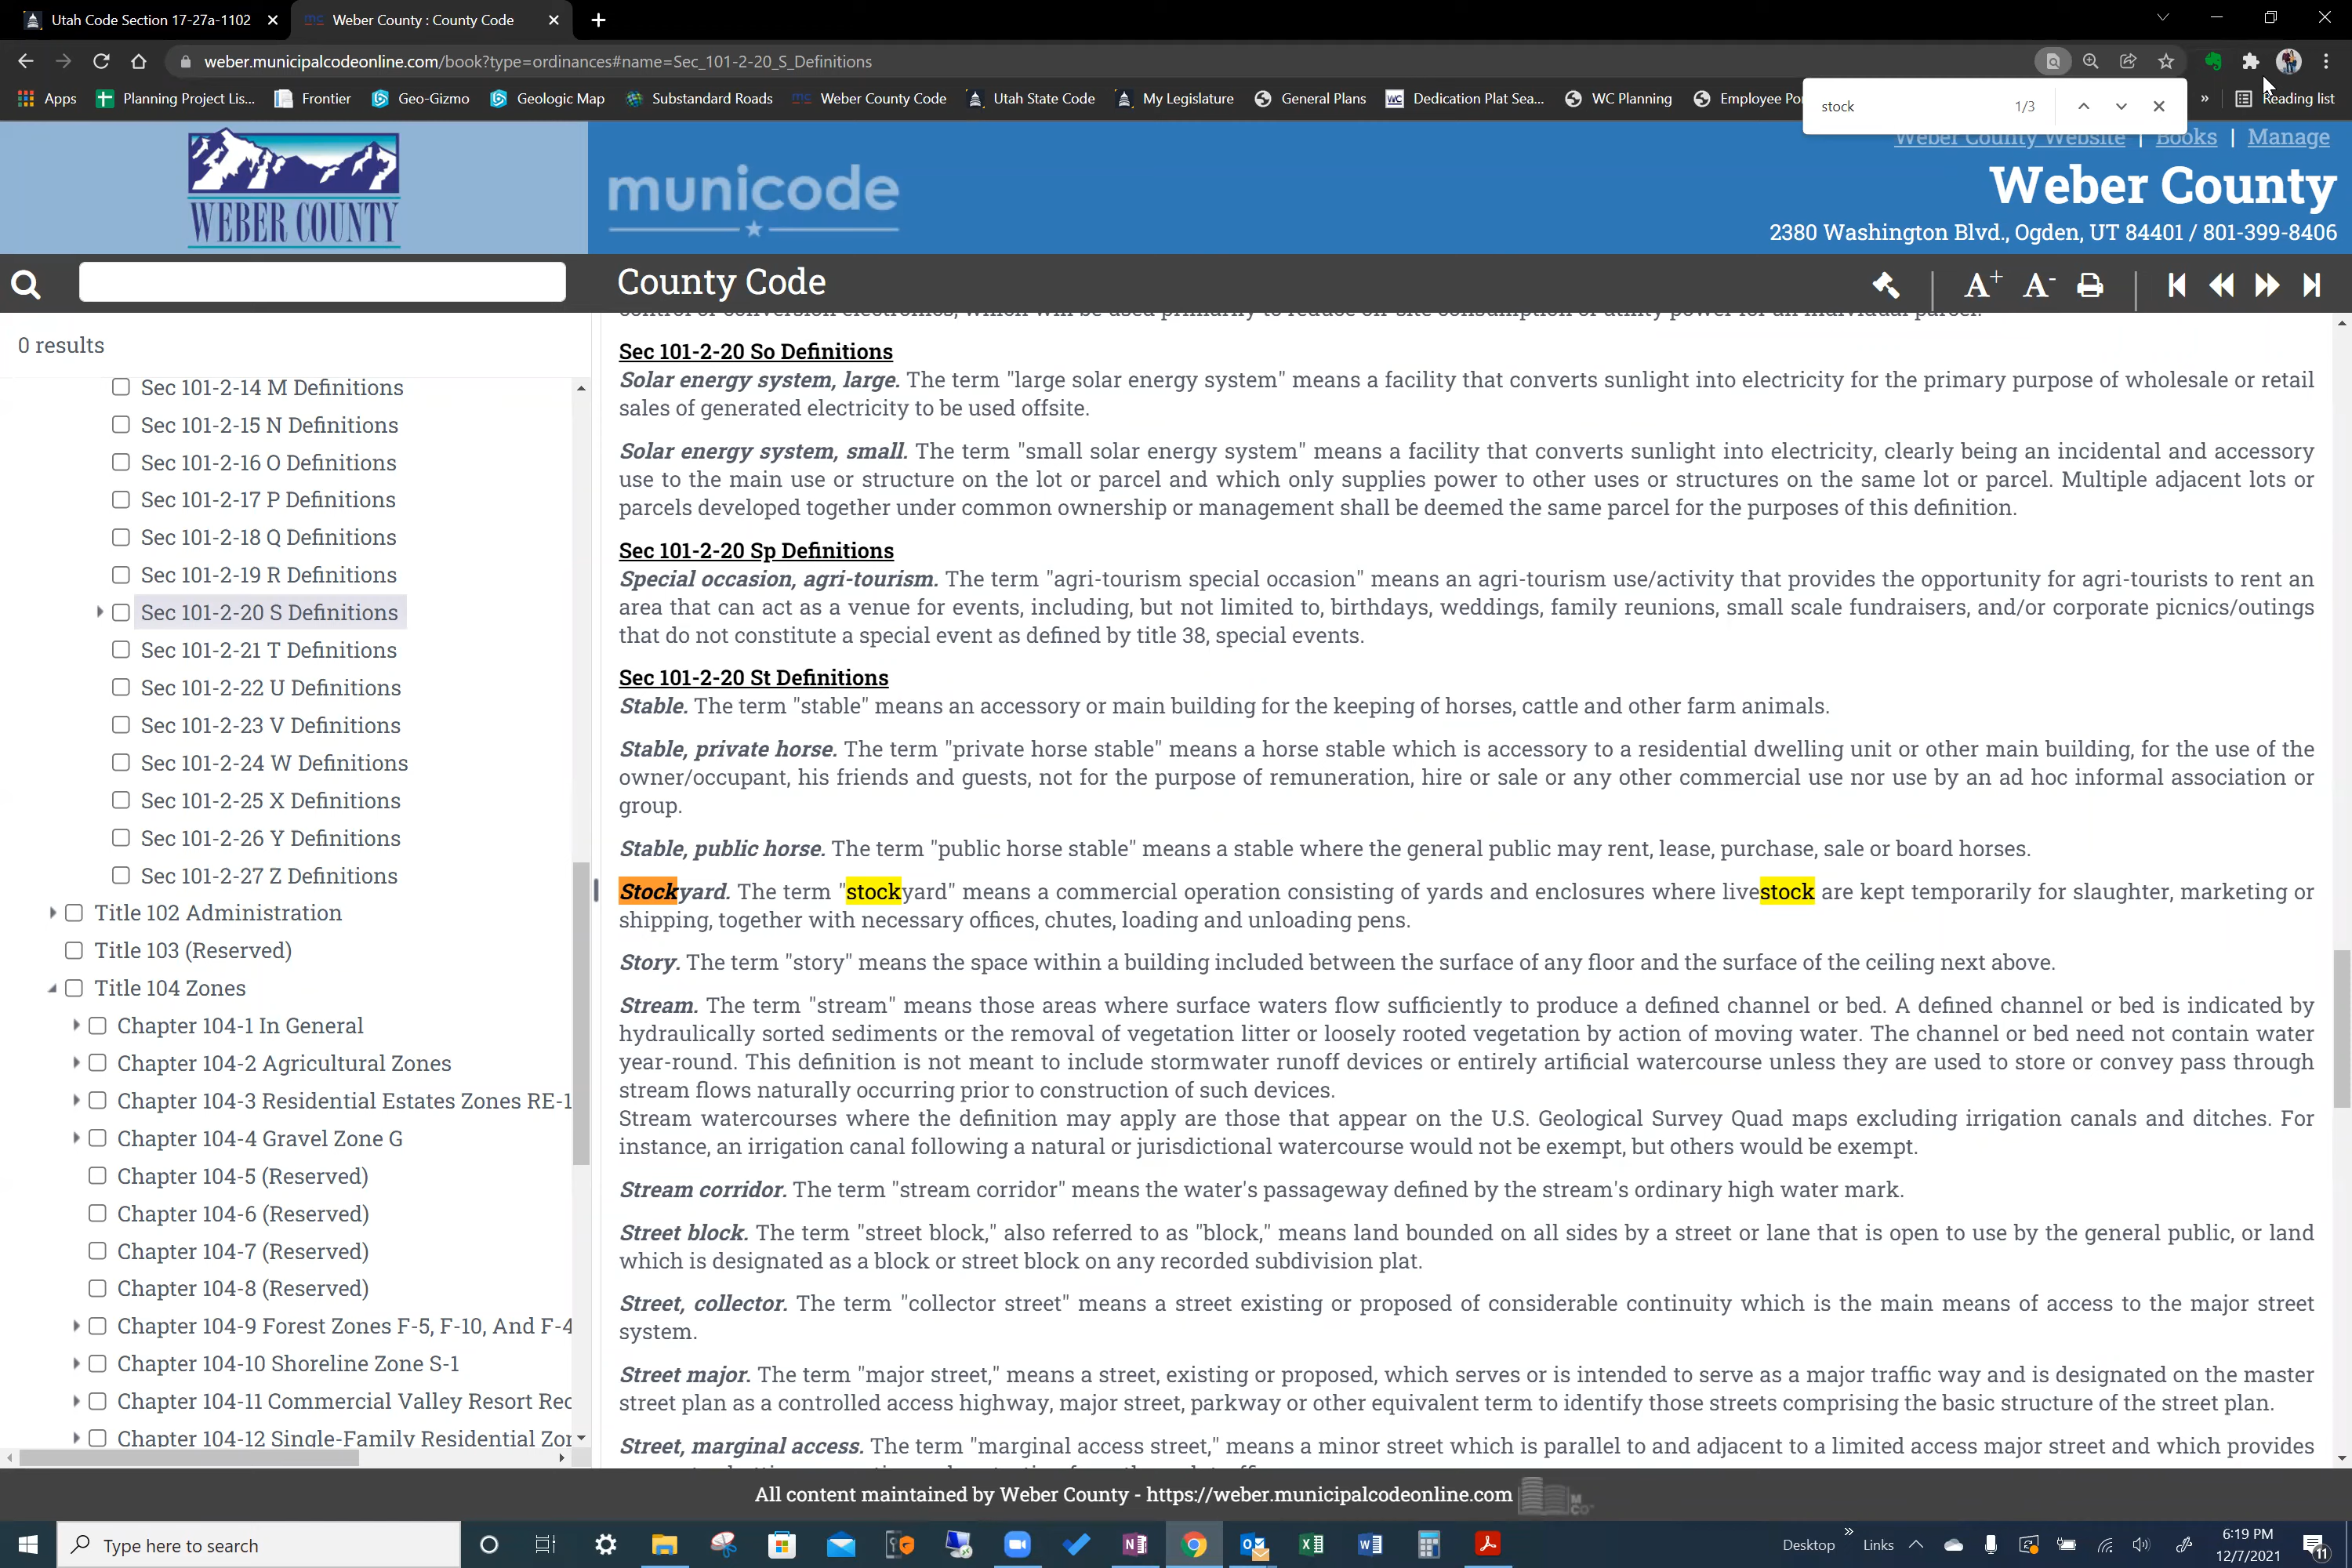 Utah Code Section 17-27a-1102
mc Weber County : County Code
weber.municipalcodeonline.com/book?type=ordinances#name=Sec_101-2-20_S_Definitions
Apps Planning Project Lis... Frontier Geo-Gizmo Geologic Map Substandard Roads mc Weber County Code Utah State Code My Legislature General Plans WC Dedication Plat Sea... WC Planning Employee Po » Reading list
stock 1/3
Weber County Website | Books | Manage
WEBER COUNTY
municode
Weber County
2380 Washington Blvd., Ogden, UT 84401 / 801-399-8406
County Code
A+ A-
0 results
Sec 101-2-14 M Definitions
Sec 101-2-15 N Definitions
Sec 101-2-16 O Definitions
Sec 101-2-17 P Definitions
Sec 101-2-18 Q Definitions
Sec 101-2-19 R Definitions
Sec 101-2-20 S Definitions
Sec 101-2-21 T Definitions
Sec 101-2-22 U Definitions
Sec 101-2-23 V Definitions
Sec 101-2-24 W Definitions
Sec 101-2-25 X Definitions
Sec 101-2-26 Y Definitions
Sec 101-2-27 Z Definitions
Title 102 Administration
Title 103 (Reserved)
Title 104 Zones
Chapter 104-1 In General
Chapter 104-2 Agricultural Zones
Chapter 104-3 Residential Estates Zones RE-1
Chapter 104-4 Gravel Zone G
Chapter 104-5 (Reserved)
Chapter 104-6 (Reserved)
Chapter 104-7 (Reserved)
Chapter 104-8 (Reserved)
Chapter 104-9 Forest Zones F-5, F-10, And F-4
Chapter 104-10 Shoreline Zone S-1
Chapter 104-11 Commercial Valley Resort Rec
Chapter 104-12 Single-Family Residential Zon
control or conversion electronics, which will be used primarily to reduce on-site consumption of utility power for an individual parcel.
Sec 101-2-20 So Definitions
Solar energy system, large. The term "large solar energy system" means a facility that converts sunlight into electricity for the primary purpose of wholesale or retail
sales of generated electricity to be used offsite.
Solar energy system, small. The term "small solar energy system" means a facility that converts sunlight into electricity, clearly being an incidental and accessory
use to the main use or structure on the lot or parcel and which only supplies power to other uses or structures on the same lot or parcel. Multiple adjacent lots or
parcels developed together under common ownership or management shall be deemed the same parcel for the purposes of this definition.
Sec 101-2-20 Sp Definitions
Special occasion, agri-tourism. The term "agri-tourism special occasion" means an agri-tourism use/activity that provides the opportunity for agri-tourists to rent an
area that can act as a venue for events, including, but not limited to, birthdays, weddings, family reunions, small scale fundraisers, and/or corporate picnics/outings
that do not constitute a special event as defined by title 38, special events.
Sec 101-2-20 St Definitions
Stable. The term "stable" means an accessory or main building for the keeping of horses, cattle and other farm animals.
Stable, private horse. The term "private horse stable" means a horse stable which is accessory to a residential dwelling unit or other main building, for the use of the
owner/occupant, his friends and guests, not for the purpose of remuneration, hire or sale or any other commercial use nor use by an ad hoc informal association or
group.
Stable, public horse. The term "public horse stable" means a stable where the general public may rent, lease, purchase, sale or board horses.
Stockyard. The term "stockyard" means a commercial operation consisting of yards and enclosures where livestock are kept temporarily for slaughter, marketing or
shipping, together with necessary offices, chutes, loading and unloading pens.
Story. The term "story" means the space within a building included between the surface of any floor and the surface of the ceiling next above.
Stream. The term "stream" means those areas where surface waters flow sufficiently to produce a defined channel or bed. A defined channel or bed is indicated by
hydraulically sorted sediments or the removal of vegetation litter or loosely rooted vegetation by action of moving water. The channel or bed need not contain water
year-round. This definition is not meant to include stormwater runoff devices or entirely artificial watercourse unless they are used to store or convey pass through
stream flows naturally occurring prior to construction of such devices.
Stream watercourses where the definition may apply are those that appear on the U.S. Geological Survey Quad maps excluding irrigation canals and ditches. For
instance, an irrigation canal following a natural or jurisdictional watercourse would not be exempt, but others would be exempt.
Stream corridor. The term "stream corridor" means the water's passageway defined by the stream's ordinary high water mark.
Street block. The term "street block," also referred to as "block," means land bounded on all sides by a street or lane that is open to use by the general public, or land
which is designated as a block or street block on any recorded subdivision plat.
Street, collector. The term "collector street" means a street existing or proposed of considerable continuity which is the main means of access to the major street
system.
Street major. The term "major street," means a street, existing or proposed, which serves or is intended to serve as a major traffic way and is designated on the master
street plan as a controlled access highway, major street, parkway or other equivalent term to identify those streets comprising the basic structure of the street plan.
Street, marginal access. The term "marginal access street," means a minor street which is parallel to and adjacent to a limited access major street and which provides
All content maintained by Weber County - https://weber.municipalcodeonline.com
Type here to search
Desktop » Links
6:19 PM
12/7/2021
11